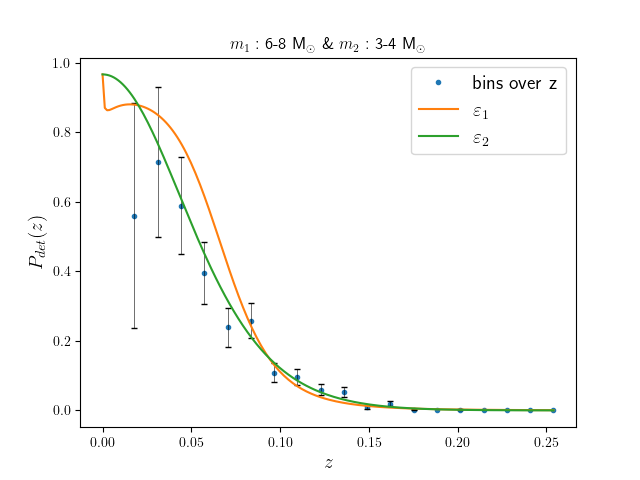 m₁ : 6-8 M⊙ & m₂ : 3-4 M⊙
bins over z
ε₁
ε₂
P_det(z)
1.0
0.8
0.6
0.4
0.2
0.0
0.00 0.05 0.10 0.15 0.20 0.25
z